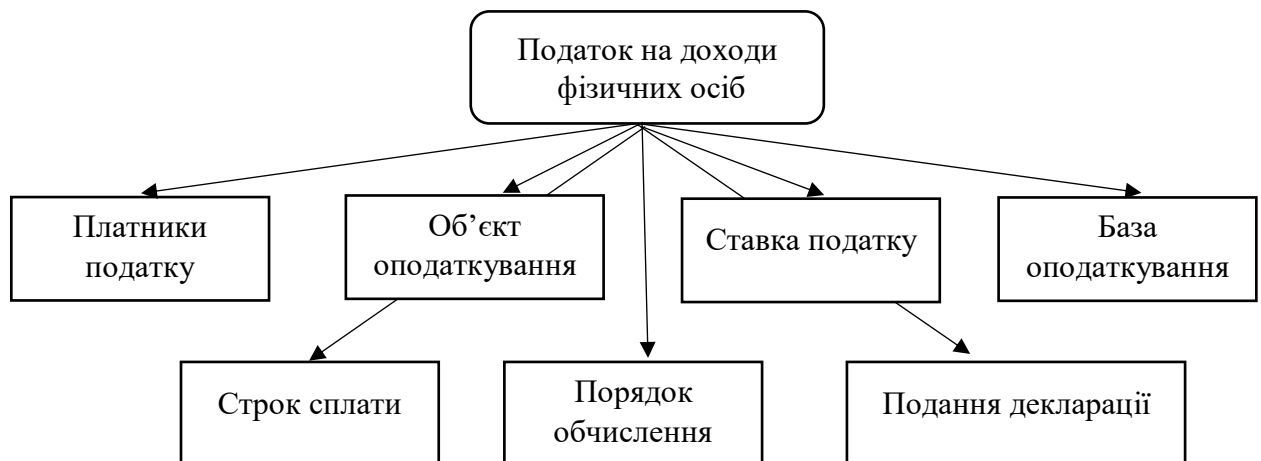 Податок на доходи
фізичних осіб
Платники
податку
Об’єкт
оподаткування
Ставка податку
База
оподаткування
Строк сплати
Порядок
обчислення
Подання декларації